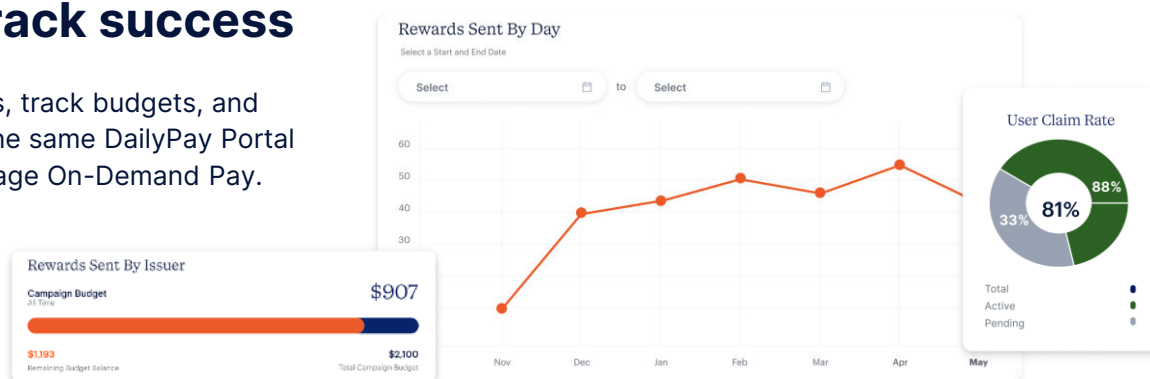 rack success
s, track budgets, and
ne same DailyPay Portal
age On-Demand Pay.
Rewards Sent By Day
Select a Start and End Date
Select to Select
60
50
40
30
Nov Dec Jan Feb Mar Apr May
Rewards Sent By Issuer
Campaign Budget
All Time
$907
$1,193
Remaining Budget Balance
$2,100
Total Campaign Budget
User Claim Rate
88%
81%
33%
Total
Active
Pending